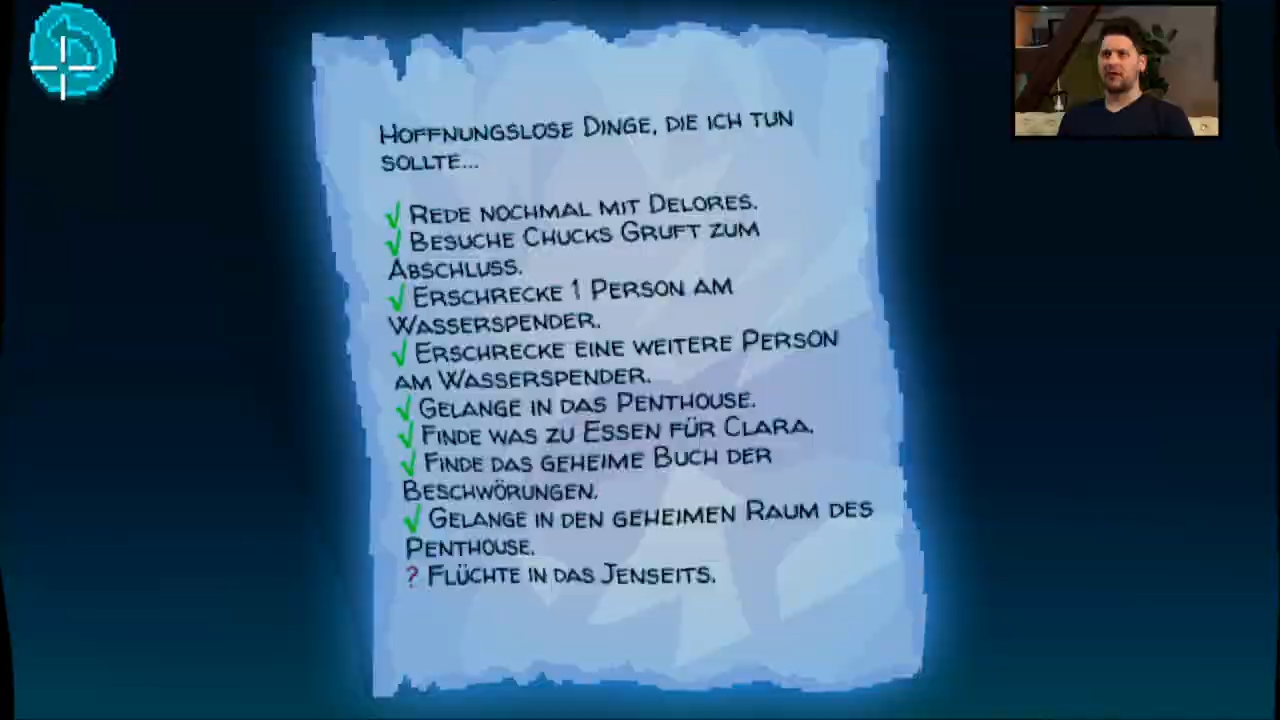 Hoffnungslose Dinge, die ich tun
sollte...
✓ Rede nochmal mit Delores.
✓ Besuche Chucks Gruft zum
Abschluss.
✓ Erschrecke 1 Person am
Wasserspender.
✓ Erschrecke eine weitere Person
am Wasserspender.
✓ Gelange in das Penthouse.
✓ Finde was zu Essen für Clara.
✓ Finde das geheime Buch der
Beschwörungen.
✓ Gelange in den geheimen Raum des
Penthouse.
? Flüchte in das Jenseits.